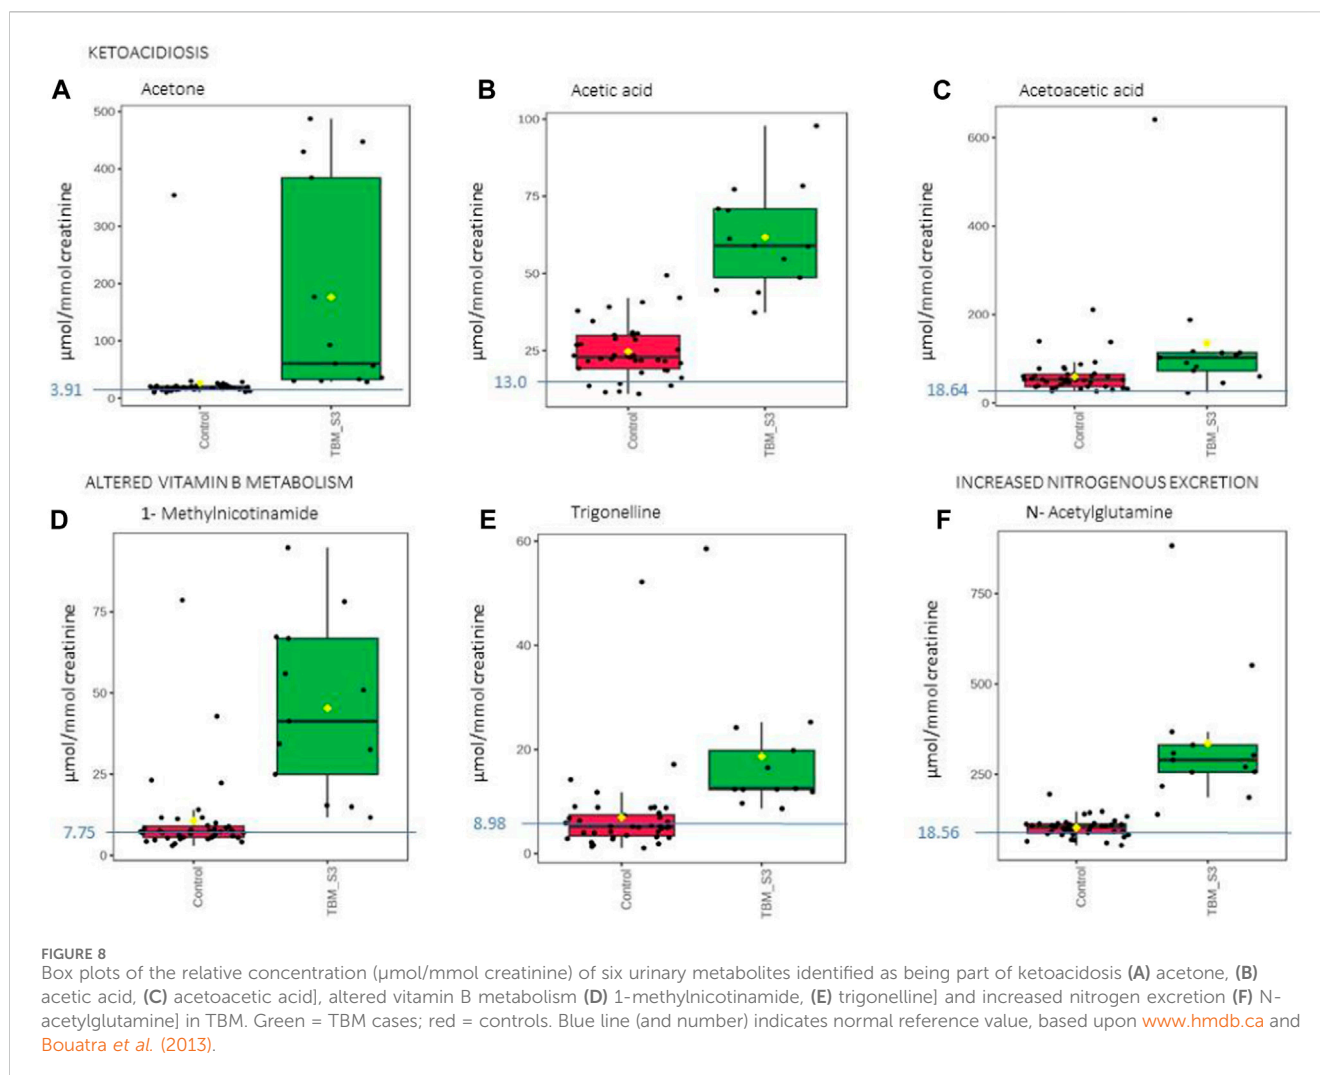 KETOACIDIOSIS
A Acetone
µmol/mmol creatinine
500
400
300
200
100
0
3.91
Control
TBM_S3
B Acetic acid
µmol/mmol creatinine
100
75
50
25
13.0
Control
TBM_S3
C Acetoacetic acid
µmol/mmol creatinine
600
400
200
0
18.64
Control
TBM_S3
ALTERED VITAMIN B METABOLISM
D 1- Methylnicotinamide
µmol/mmol creatinine
75
50
25
0
7.75
Control
TBM_S3
E Trigonelline
µmol/mmol creatinine
60
40
20
0
8.98
Control
TBM_S3
INCREASED NITROGENOUS EXCRETION
F N- Acetylglutamine
µmol/mmol creatinine
750
500
250
18.56
Control
TBM_S3
FIGURE 8
Box plots of the relative concentration (µmol/mmol creatinine) of six urinary metabolites identified as being part of ketoacidosis (A) acetone, (B)
acetic acid, (C) acetoacetic acid], altered vitamin B metabolism (D) 1-methylnicotinamide, (E) trigonelline] and increased nitrogen excretion (F) N-
acetylglutamine] in TBM. Green = TBM cases; red = controls. Blue line (and number) indicates normal reference value, based upon www.hmdb.ca and
Bouatra et al. (2013).